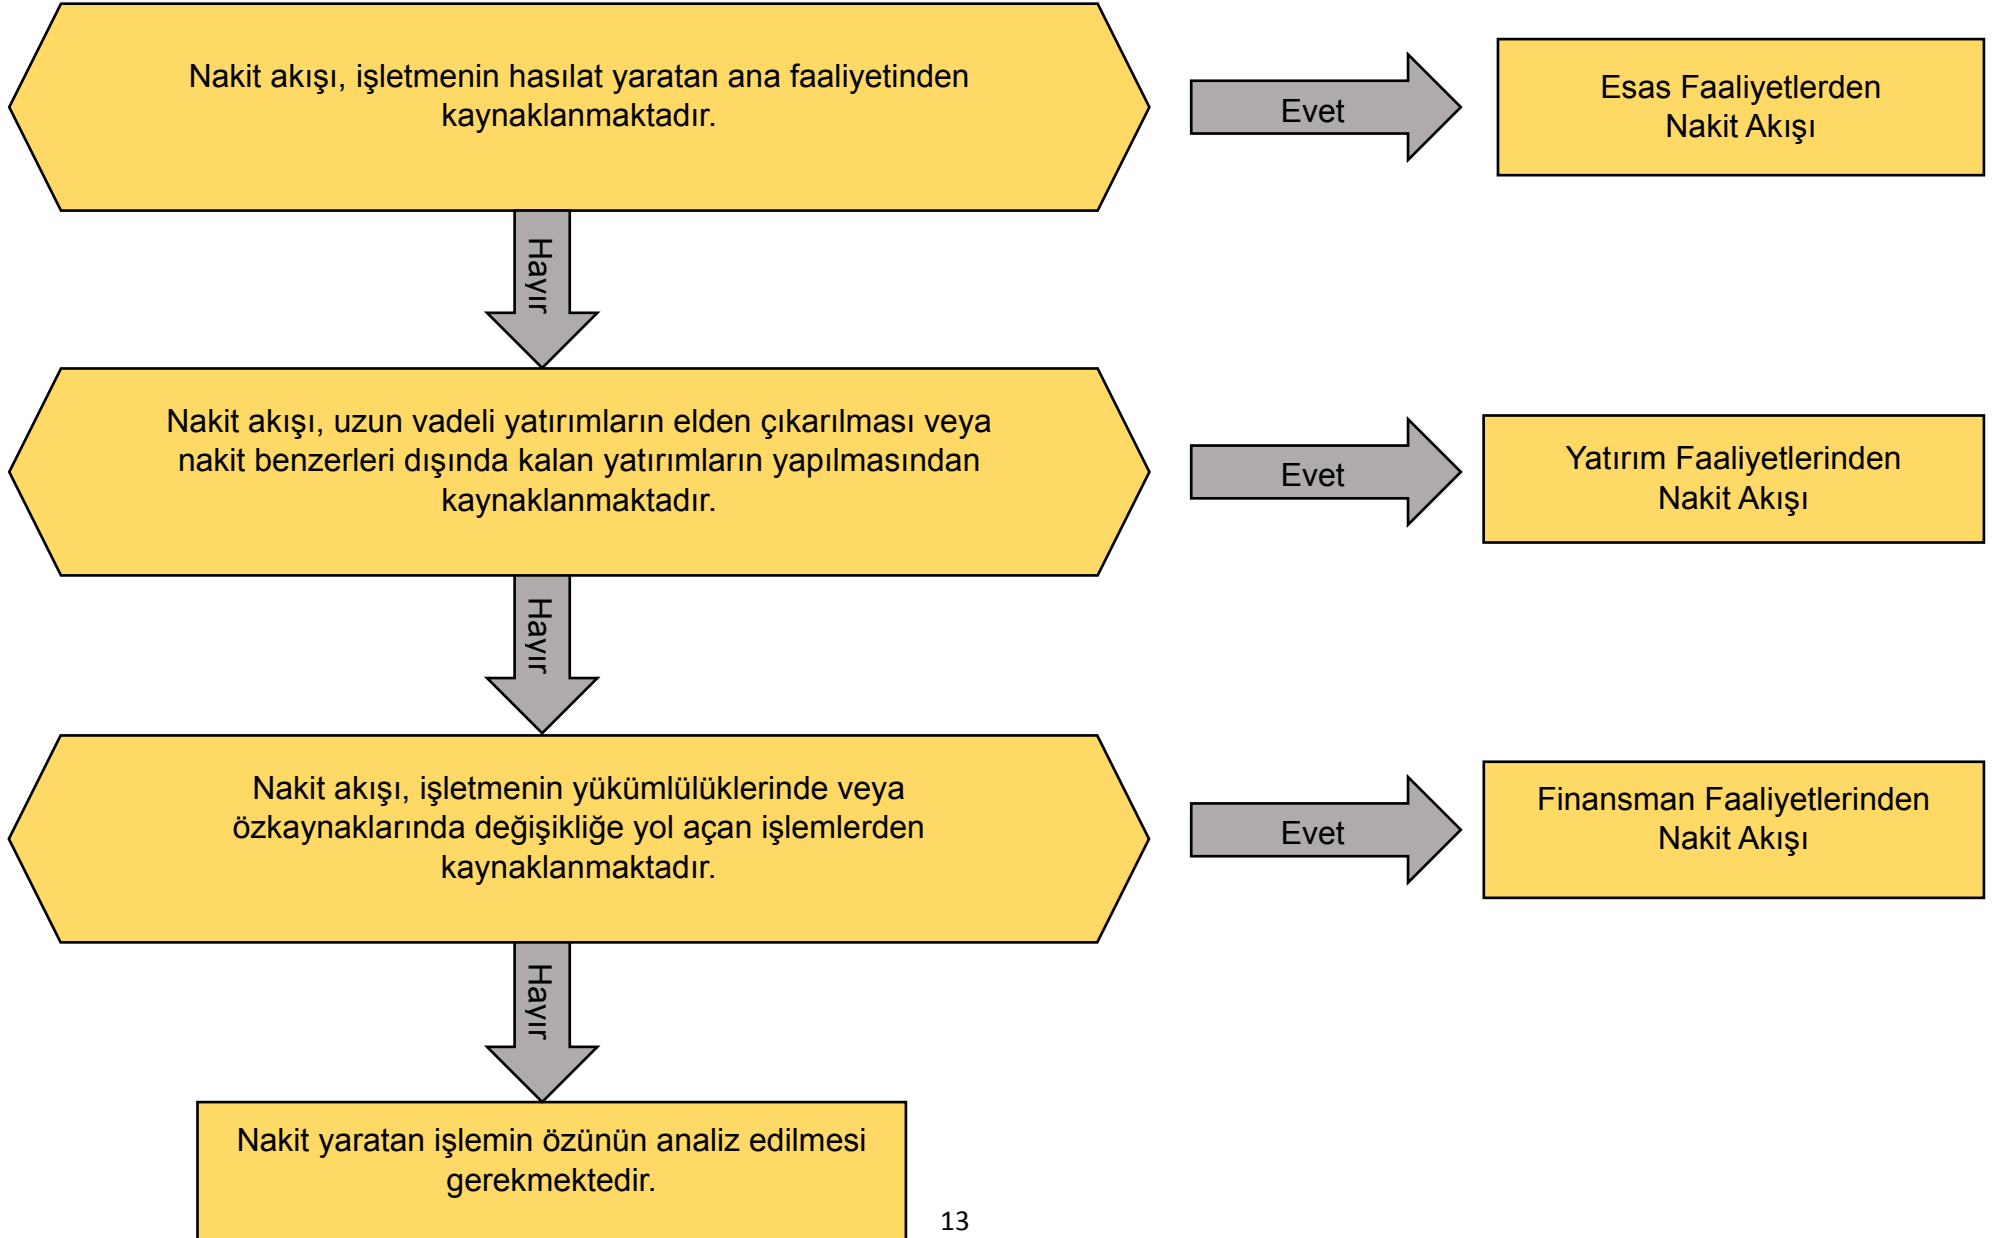 Nakit akışı, işletmenin hasılat yaratan ana faaliyetinden
kaynaklanmaktadır.
Evet
Esas Faaliyetlerden
Nakit Akışı
Hayır
Nakit akışı, uzun vadeli yatırımların elden çıkarılması veya
nakit benzerleri dışında kalan yatırımların yapılmasından
kaynaklanmaktadır.
Evet
Yatırım Faaliyetlerinden
Nakit Akışı
Hayır
Nakit akışı, işletmenin yükümlülüklerinde veya
özkaynaklarında değişikliğe yol açan işlemlerden
kaynaklanmaktadır.
Evet
Finansman Faaliyetlerinden
Nakit Akışı
Hayır
Nakit yaratan işlemin özünün analiz edilmesi
gerekmektedir.
13